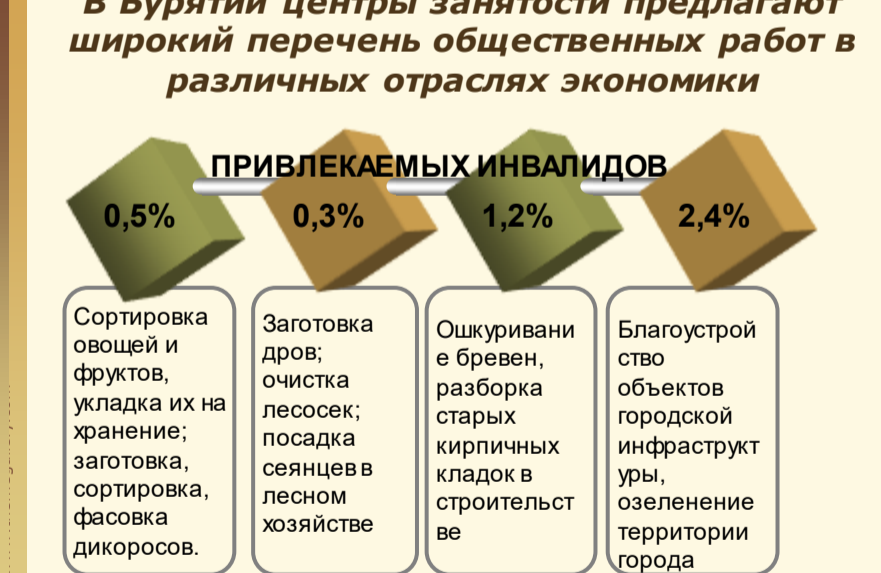 В Бурятии центры занятости предлагают
широкий перечень общественных работ в
различных отраслях экономики
ПРИВЛЕКАЕМЫХ ИНВАЛИДОВ
0,5%
0,3%
1,2%
2,4%
Сортировка
овощей и
фруктов,
укладка их на
хранение;
заготовка,
сортировка,
фасовка
дикоросов.
Заготовка
дров;
очистка
лесосек;
посадка
сеянцев в
лесном
хозяйстве
Ошкуривани
е бревен,
разборка
старых
кирпичных
кладок в
строительст
ве
Благоустрой
ство
объектов
городской
инфраструкт
уры,
озеленение
территории
города